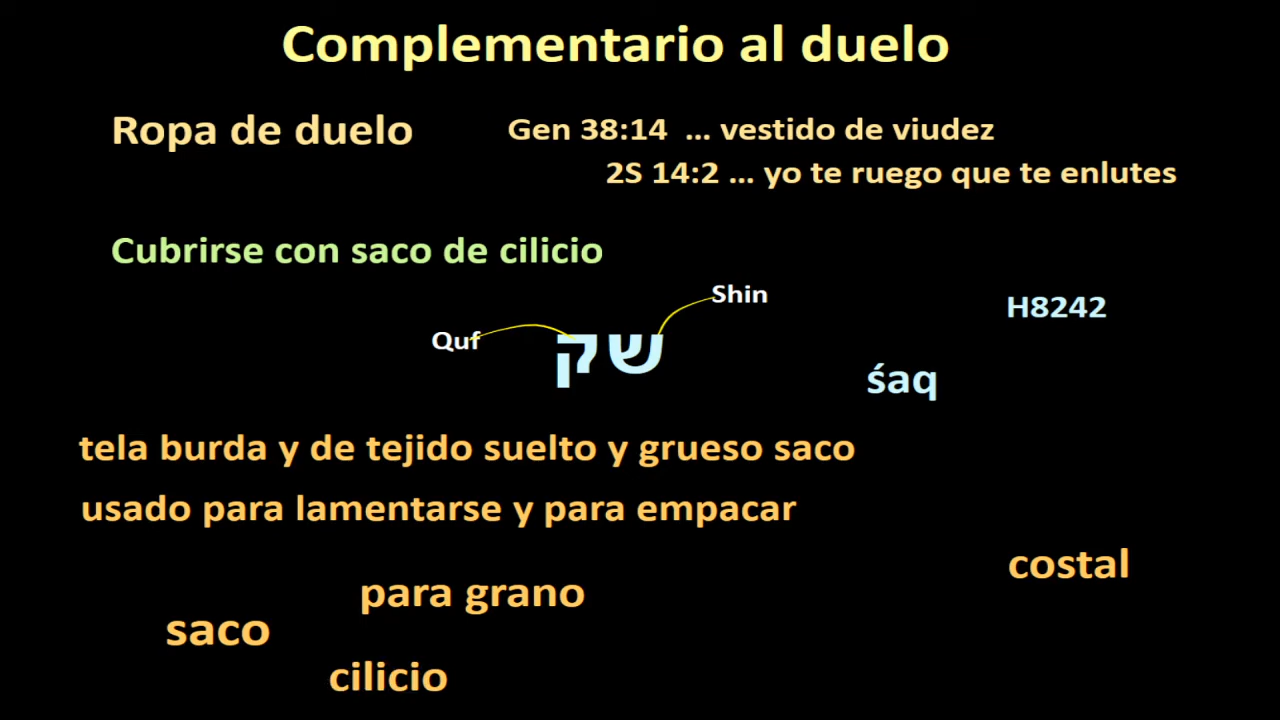 Complementario al duelo
Ropa de duelo
Gen 38:14 ... vestido de viudez
2S 14:2 ... yo te ruego que te enlutes
Cubrirse con saco de cilicio
Shin
H8242
Quf
שק
śaq
tela burda y de tejido suelto y grueso saco
usado para lamentarse y para empacar
costal
para grano
saco
cilicio